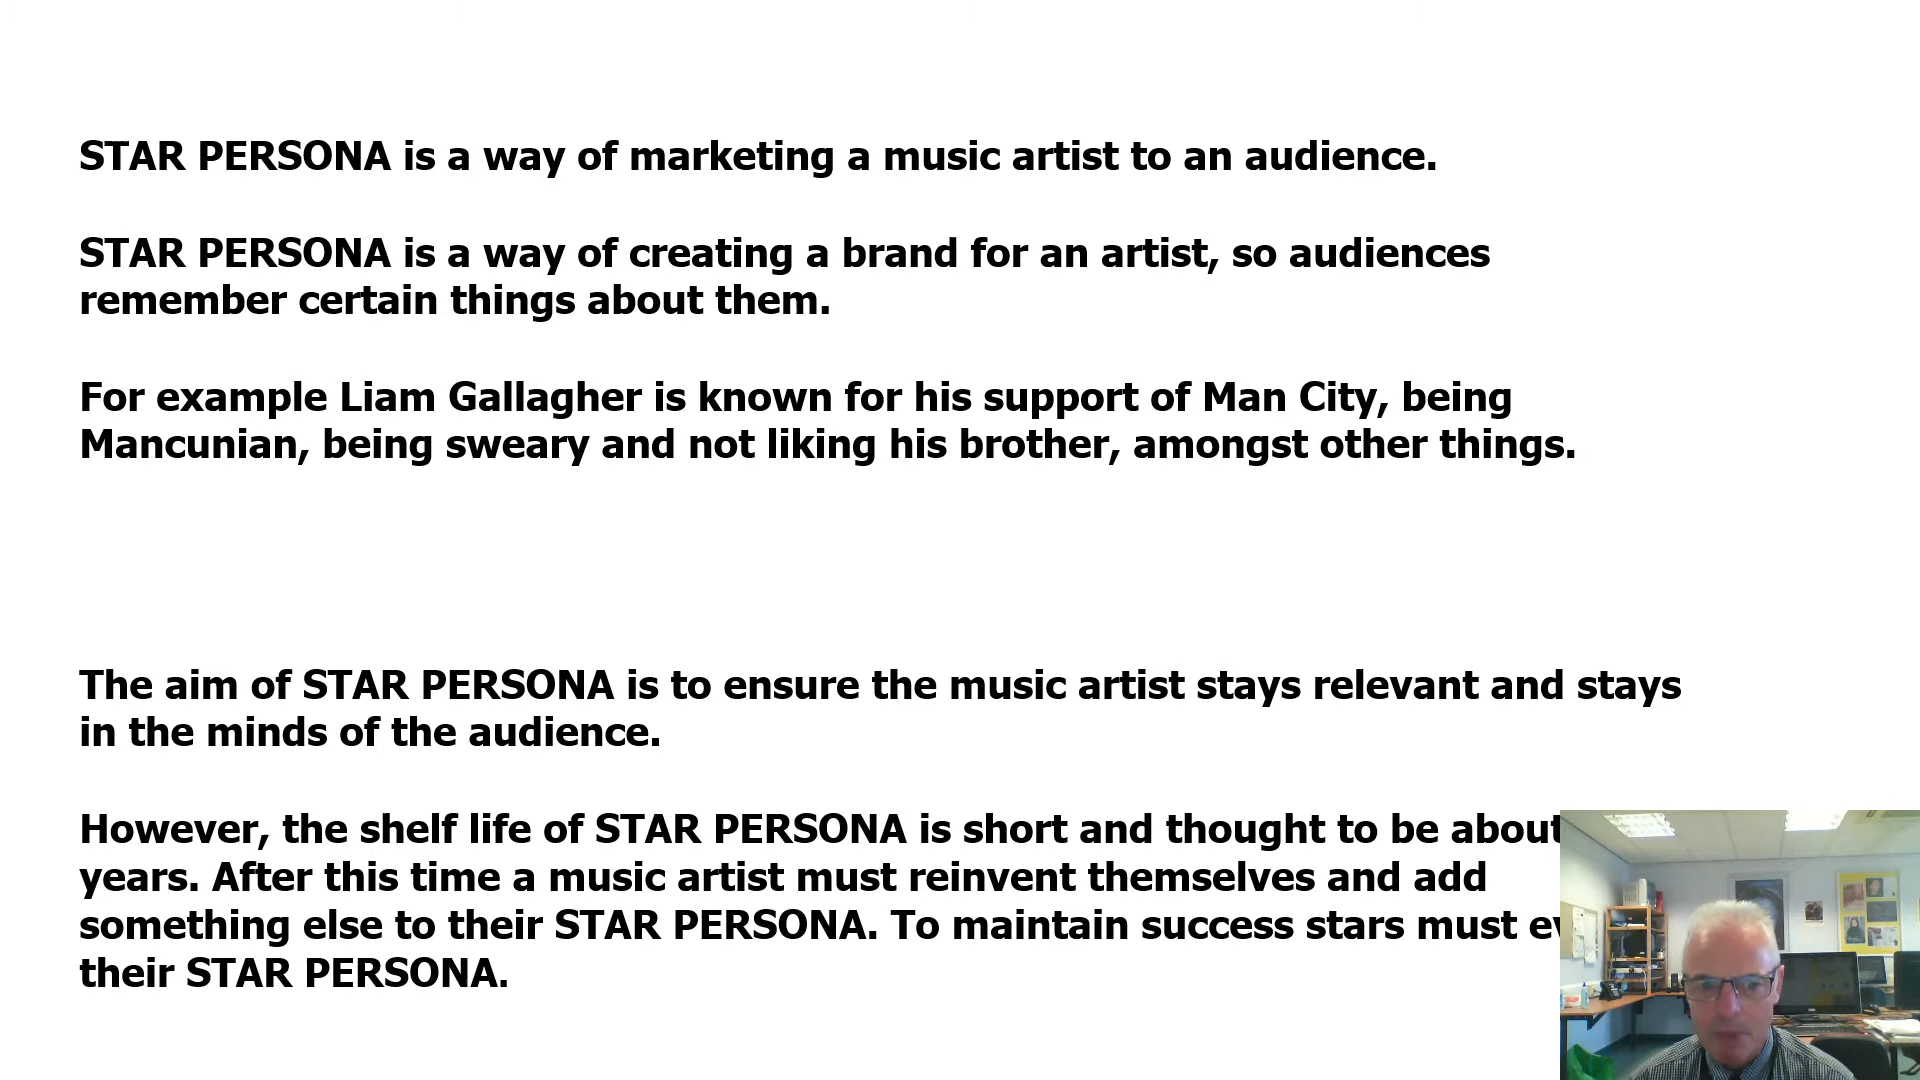 STAR PERSONA is a way of marketing a music artist to an audience.
STAR PERSONA is a way of creating a brand for an artist, so audiences
remember certain things about them.
For example Liam Gallagher is known for his support of Man City, being
Mancunian, being sweary and not liking his brother, amongst other things.
The aim of STAR PERSONA is to ensure the music artist stays relevant and stays
in the minds of the audience.
However, the shelf life of STAR PERSONA is short and thought to be about
years. After this time a music artist must reinvent themselves and add
something else to their STAR PERSONA. To maintain success stars must
their STAR PERSONA.